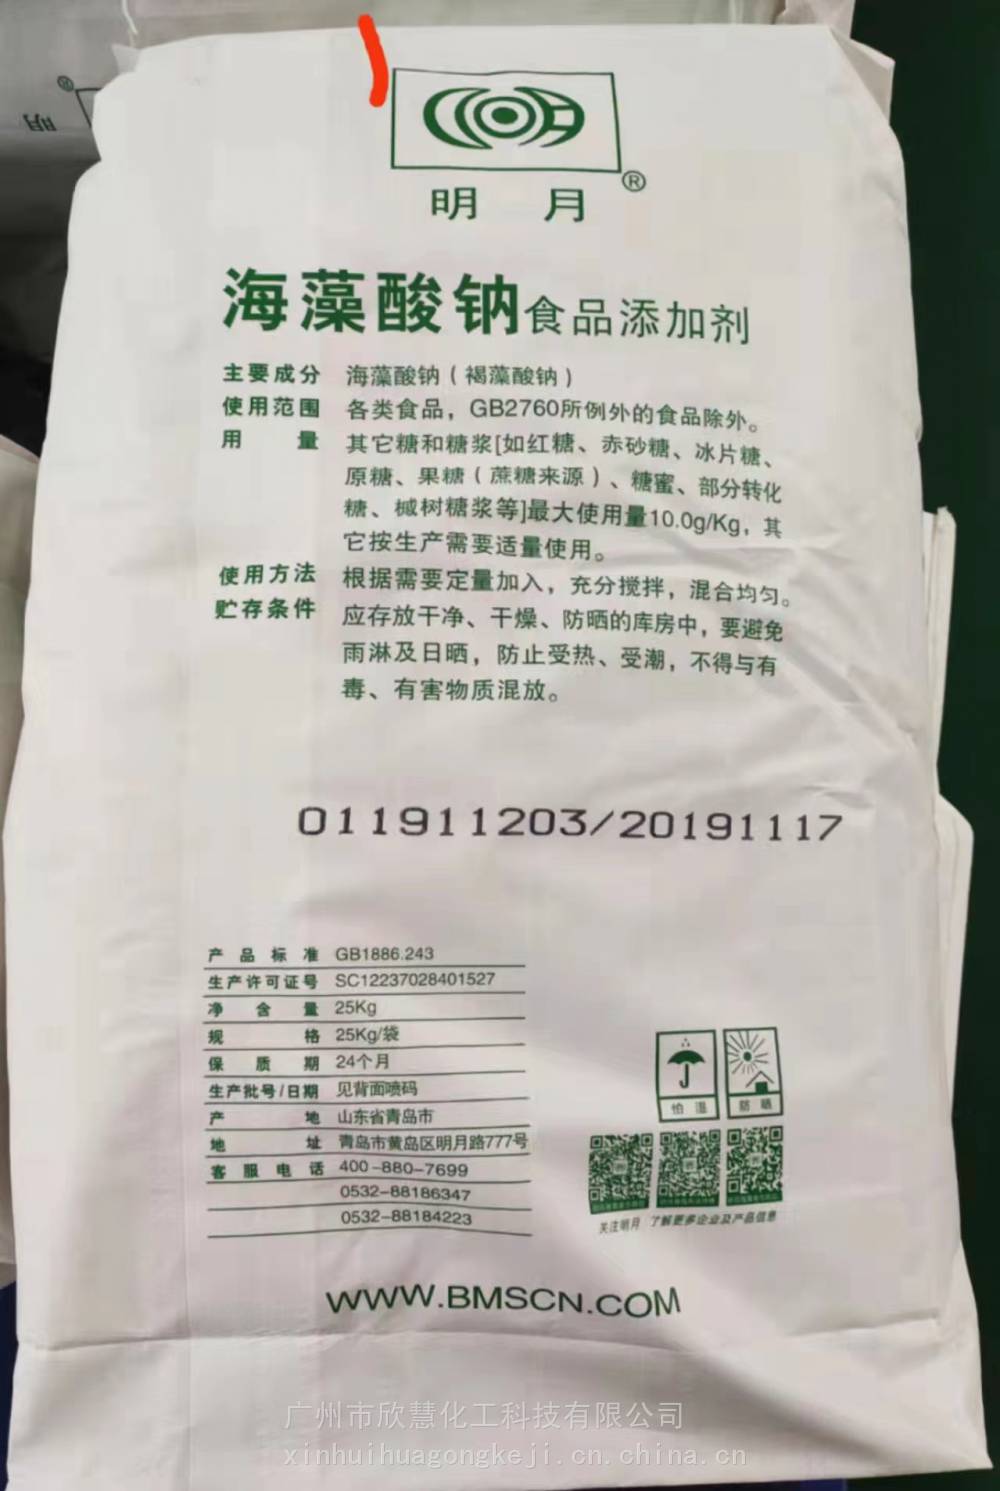 明
®
明月
®
海藻酸钠食品添加剂
主要成分 海藻酸钠（褐藻酸钠）
使用范围 各类食品，GB2760所例外的食品除外。
用量 其它糖和糖浆[如红糖、赤砂糖、冰片糖、
原糖、果糖（蔗糖来源）、糖蜜、部分转化
糖、槭树糖浆等]最大使用量10.0g/Kg，其
它按生产需要适量使用。
使用方法 根据需要定量加入，充分搅拌，混合均匀。
贮存条件 应存放干净、干燥、防晒的库房中，要避免
雨淋及日晒，防止受热、受潮，不得与有
毒、有害物质混放。
011911203/20191117
产品标准 GB1886.243
生产许可证号 SC12237028401527
净含量 25Kg
规格 25Kg/袋
保质期 24个月
生产批号/日期 见背面喷码
产地 山东省青岛市
地址 青岛市黄岛区明月路777号
客服电话 400-880-7699
0532-88186347
0532-88184223
怕湿 防晒
关注明月 了解更多企业及产品信息
WWW.BMSCN.COM
广州市欣慧化工科技有限公司
xinhuihuagongkeji.cn.china.cn